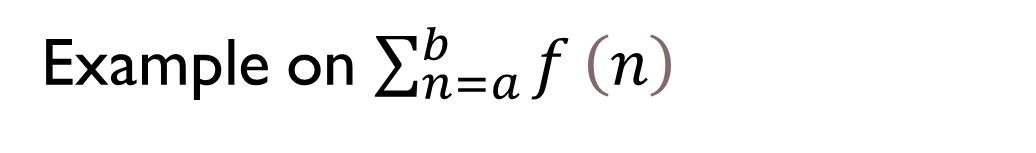 Example on ∑_{n=a}^{b} f (n)